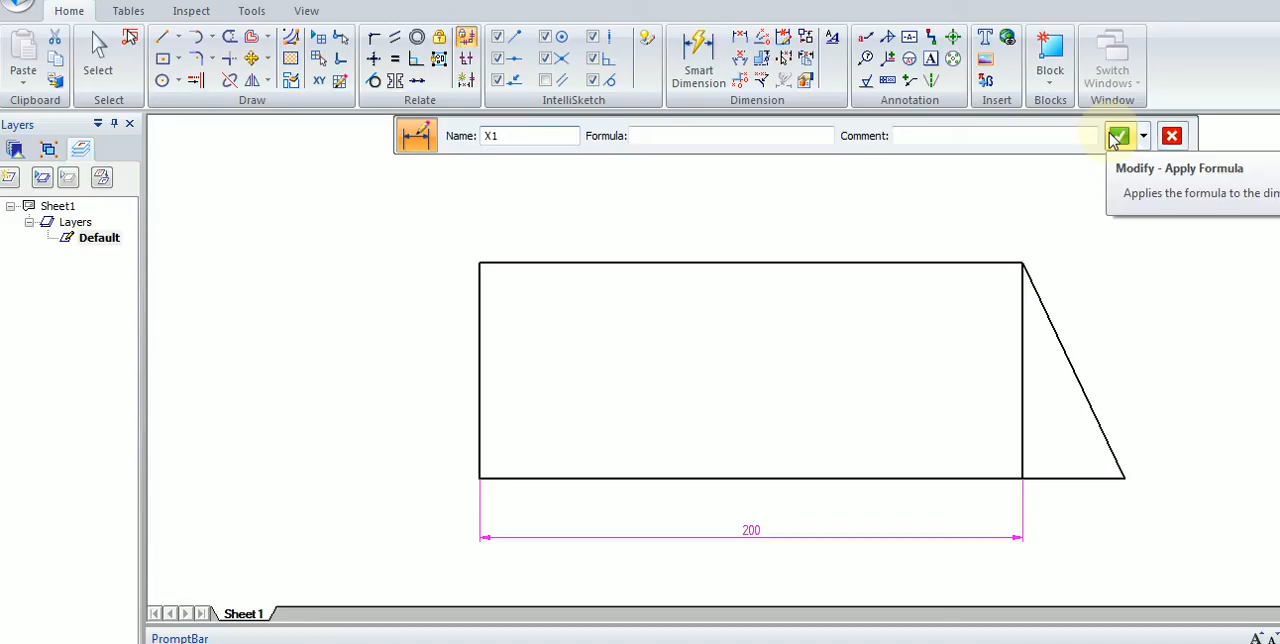 Home Tables Inspect Tools View
Paste
Select
Smart
Dimension
Block
Switch
Windows
Clipboard Select Draw Relate IntelliSketch Dimension Annotation Insert Blocks Window
Layers
Name: X1 Formula: Comment:
Modify - Apply Formula
Applies the formula to the dim
Sheet1
Layers
Default
200
Sheet1
PromptBar